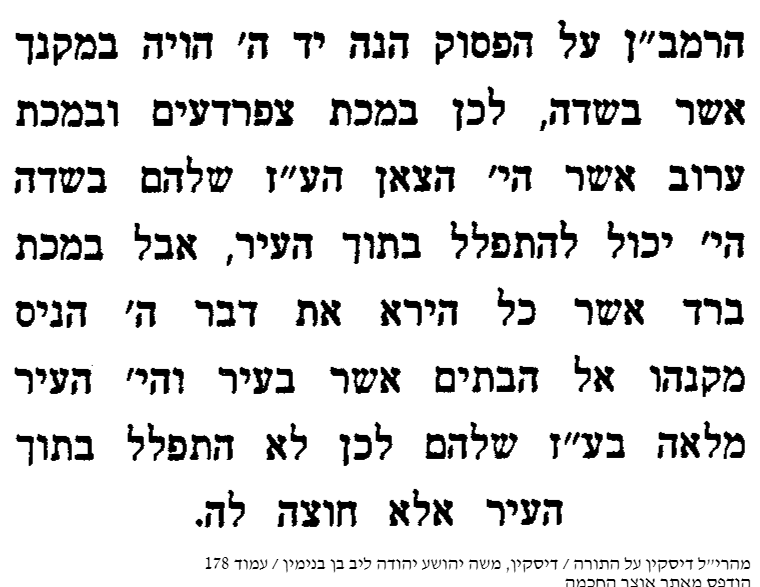 הרמב״ן על הפסוק הנה יד ה׳ הויה במקנך
אשר בשדה, לכן במכת צפרדעים ובמכת
ערוב אשר הי׳ הצאן הע״ז שלהם בשדה
הי׳ יכול להתפלל בתוך העיר, אבל במכת
ברד אשר כל הירא את דבר ה׳ הניס
מקנהו אל הבתים אשר בעיר והי׳ העיר
מלאה בע״ז שלהם לכן לא התפלל בתוך
העיר אלא חוצה לה.
מהרי״ל דיסקין על התורה / דיסקין, משה יהושע יהודה ליב בן בנימין / עמוד 178
הודפס מאתר אוצר החכמה